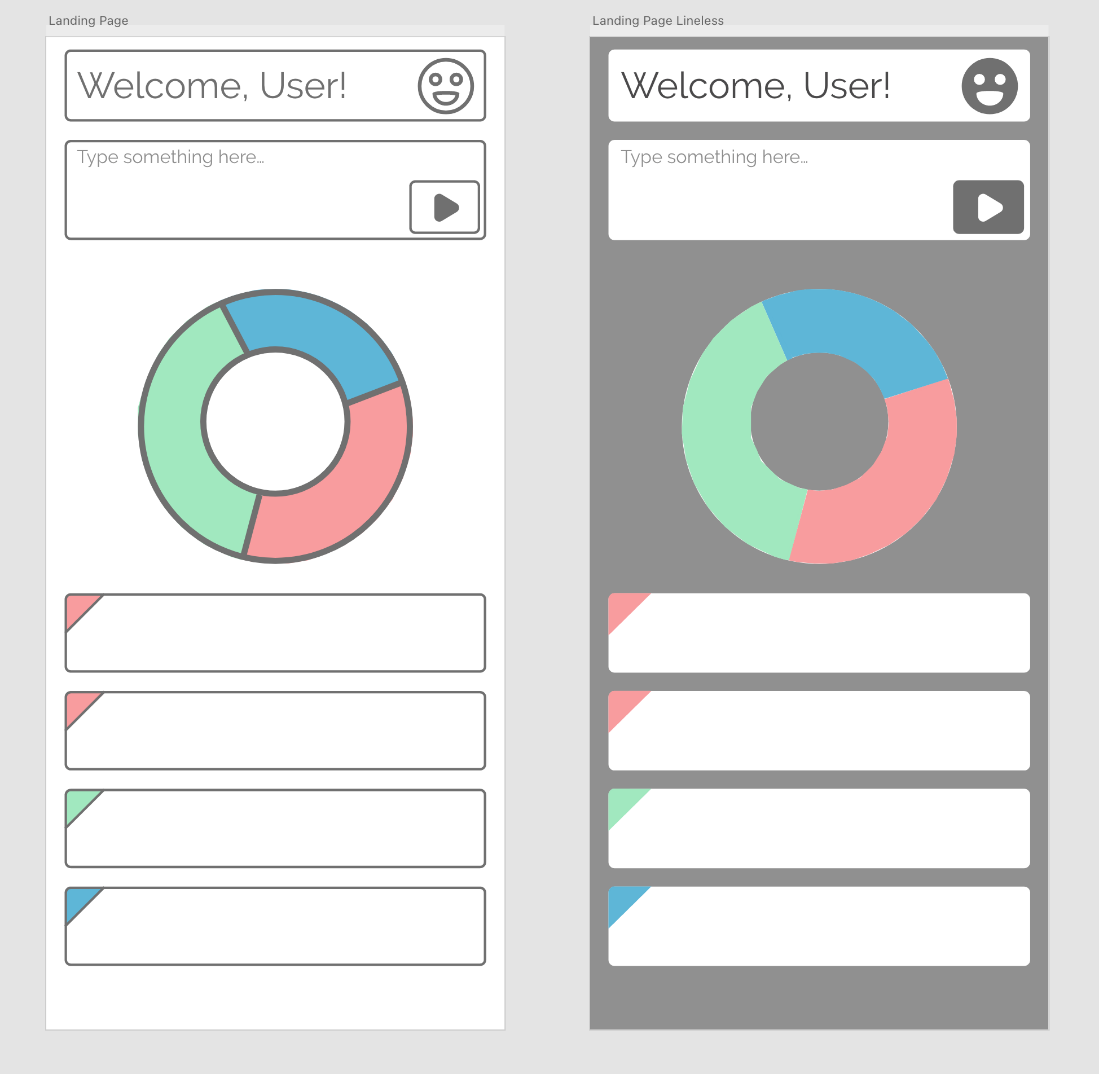 Landing Page
Welcome, User!
Type something here...
Landing Page Lineless
Welcome, User!
Type something here...